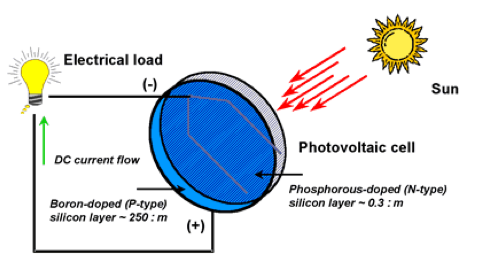 Electrical load
(-)
Sun
Photovoltaic cell
DC current flow
Phosphorous-doped (N-type)
silicon layer ~ 0.3 : m
Boron-doped (P-type)
silicon layer ~ 250 : m
(+)